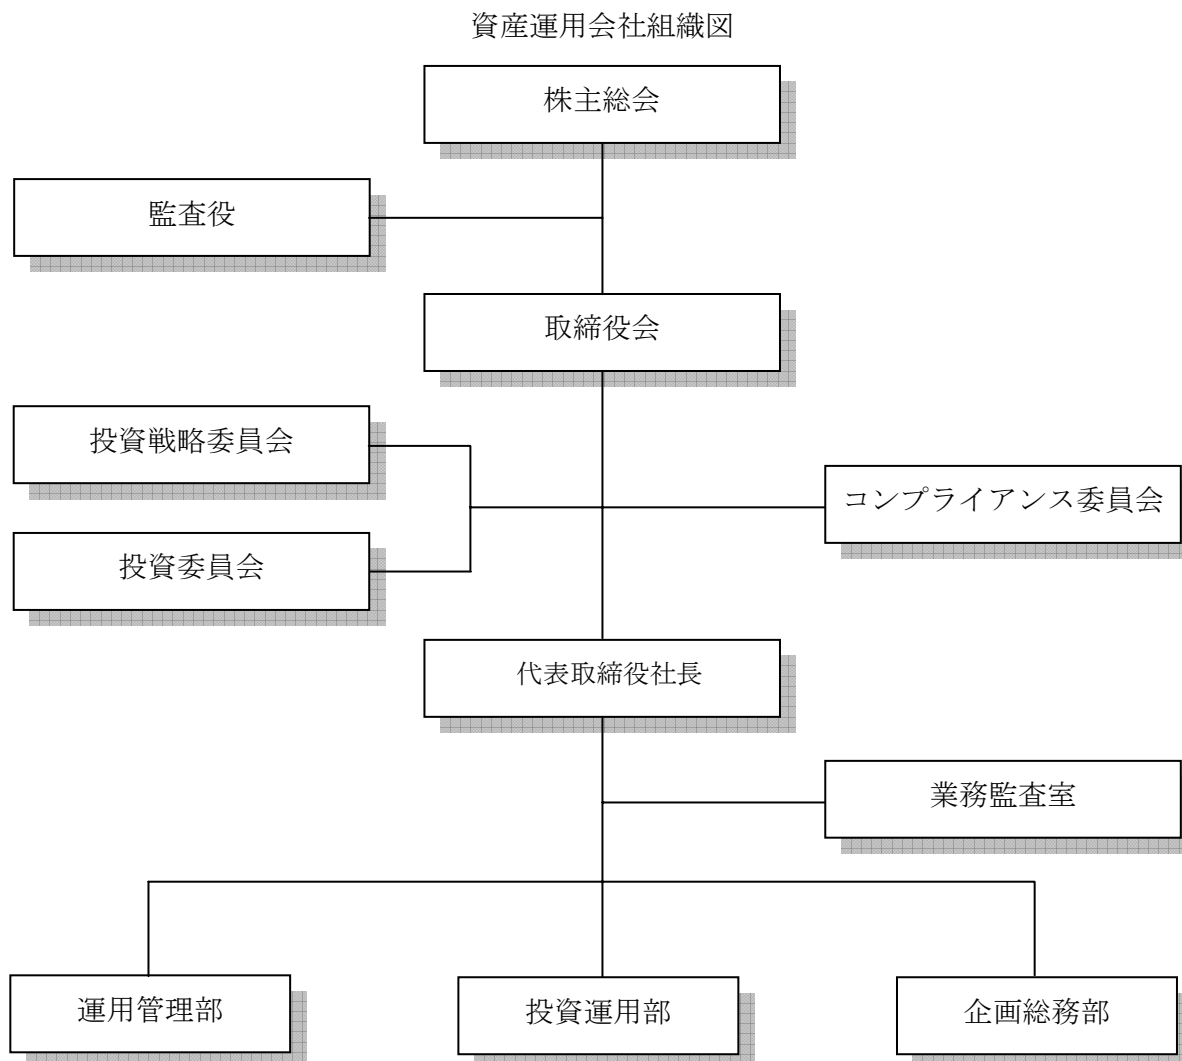 資産運用会社組織図
株主総会
監査役
取締役会
投資戦略委員会
コンプライアンス委員会
投資委員会
代表取締役社長
業務監査室
運用管理部
投資運用部
企画総務部